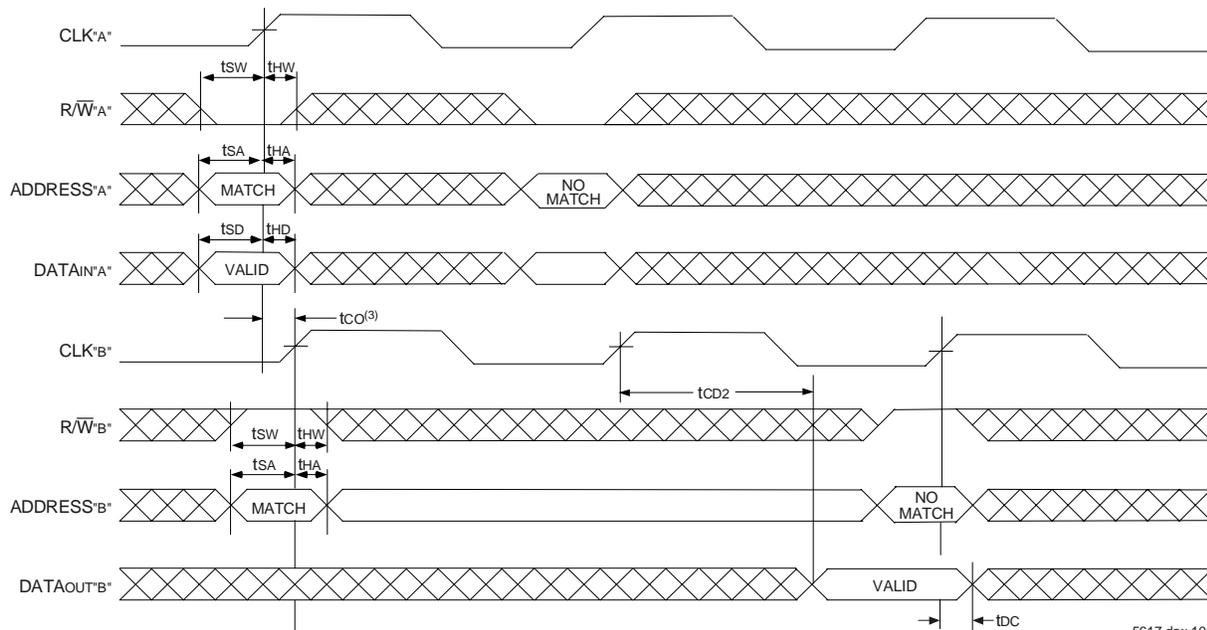 CLK"A"
tSW tHW
R/W̅"A"
tSA tHA
ADDRESS"A" MATCH NO MATCH
tSD tHD
DATAIN"A" VALID
tCO(3)
CLK"B"
tCD2
R/W̅"B"
tSW tHW
tSA tHA
ADDRESS"B" MATCH NO MATCH
DATAOUT"B" VALID
tDC